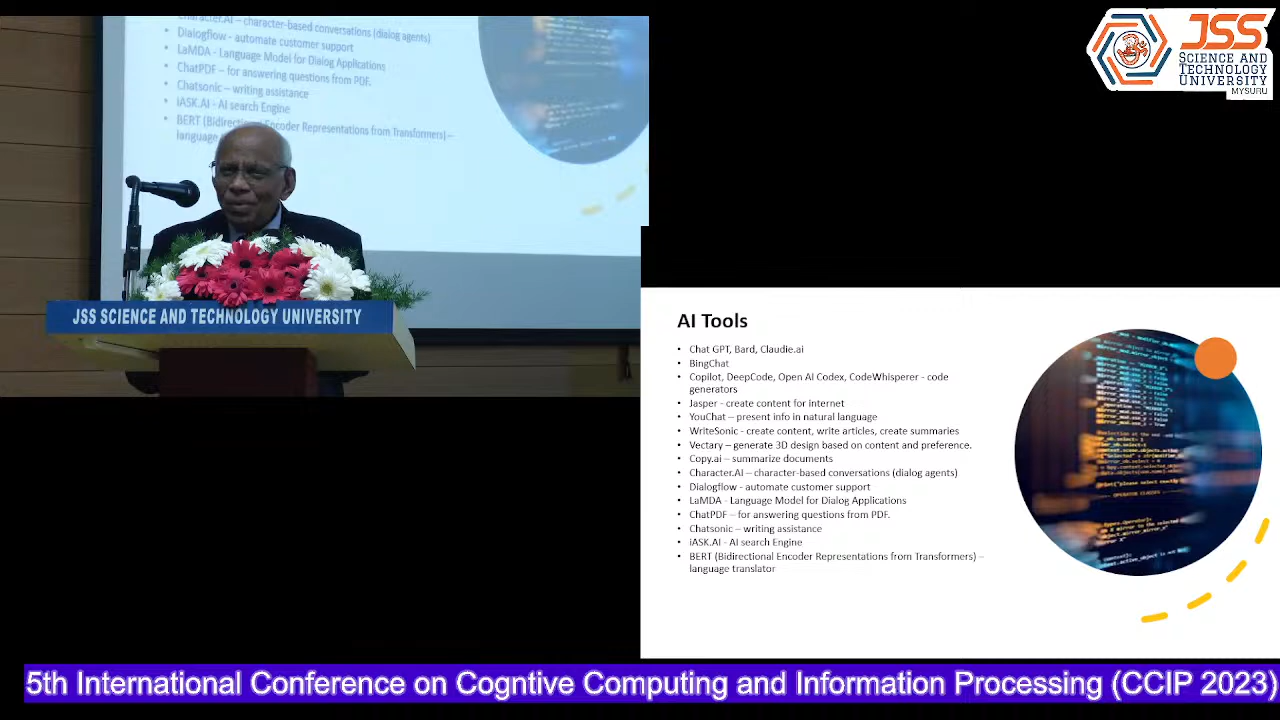 Character.AI – character-based conversations (dialog agents)
Dialogflow - automate customer support
LaMDA - Language Model for Dialog Applications
ChatPDF – for answering questions from PDF.
Chatsonic – writing assistance
iASK.AI - AI search Engine
BERT (Bidirectional Encoder Representations from Transformers) –
language
JSS SCIENCE AND TECHNOLOGY UNIVERSITY
JSS
SCIENCE AND
TECHNOLOGY
UNIVERSITY
MYSURU
AI Tools
• Chat GPT, Bard, Claudie.ai
• BingChat
• Copilot, DeepCode, Open AI Codex, CodeWhisperer - code
generators
• Jasper - create content for internet
• YouChat – present info in natural language
• WriteSonic - create content, write articles, create summaries
• Vectary – generate 3D design based on content and preference.
• Copy.ai – summarize documents
• Character.AI – character-based conversations (dialog agents)
• Dialogflow - automate customer support
• LaMDA - Language Model for Dialog Applications
• ChatPDF – for answering questions from PDF.
• Chatsonic – writing assistance
• iASK.AI - AI search Engine
• BERT (Bidirectional Encoder Representations from Transformers) –
language translator
5th International Conference on Cogntive Computing and Information Processing (CCIP 2023)